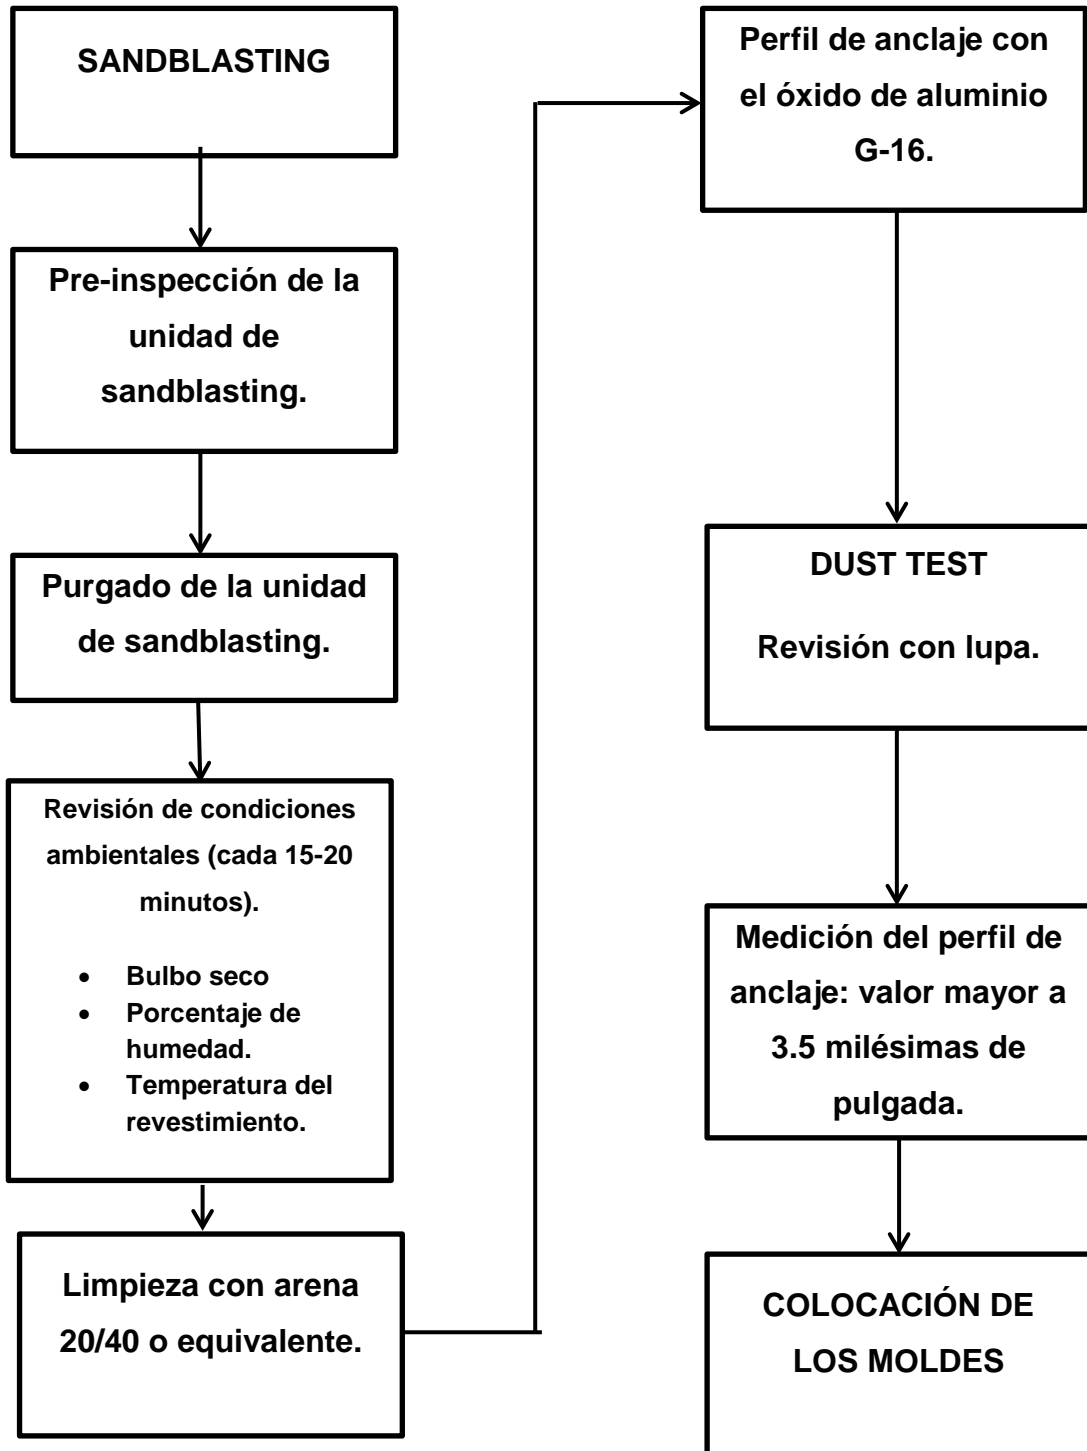 SANDBLASTING
Pre-inspección de la
unidad de
sandblasting.
Purgado de la unidad
de sandblasting.
Revisión de condiciones
ambientales (cada 15-20
minutos).
• Bulbo seco
• Porcentaje de
humedad.
• Temperatura del
revestimiento.
Limpieza con arena
20/40 o equivalente.
Perfil de anclaje con
el óxido de aluminio
G-16.
DUST TEST
Revisión con lupa.
Medición del perfil de
anclaje: valor mayor a
3.5 milésimas de
pulgada.
COLOCACIÓN DE
LOS MOLDES